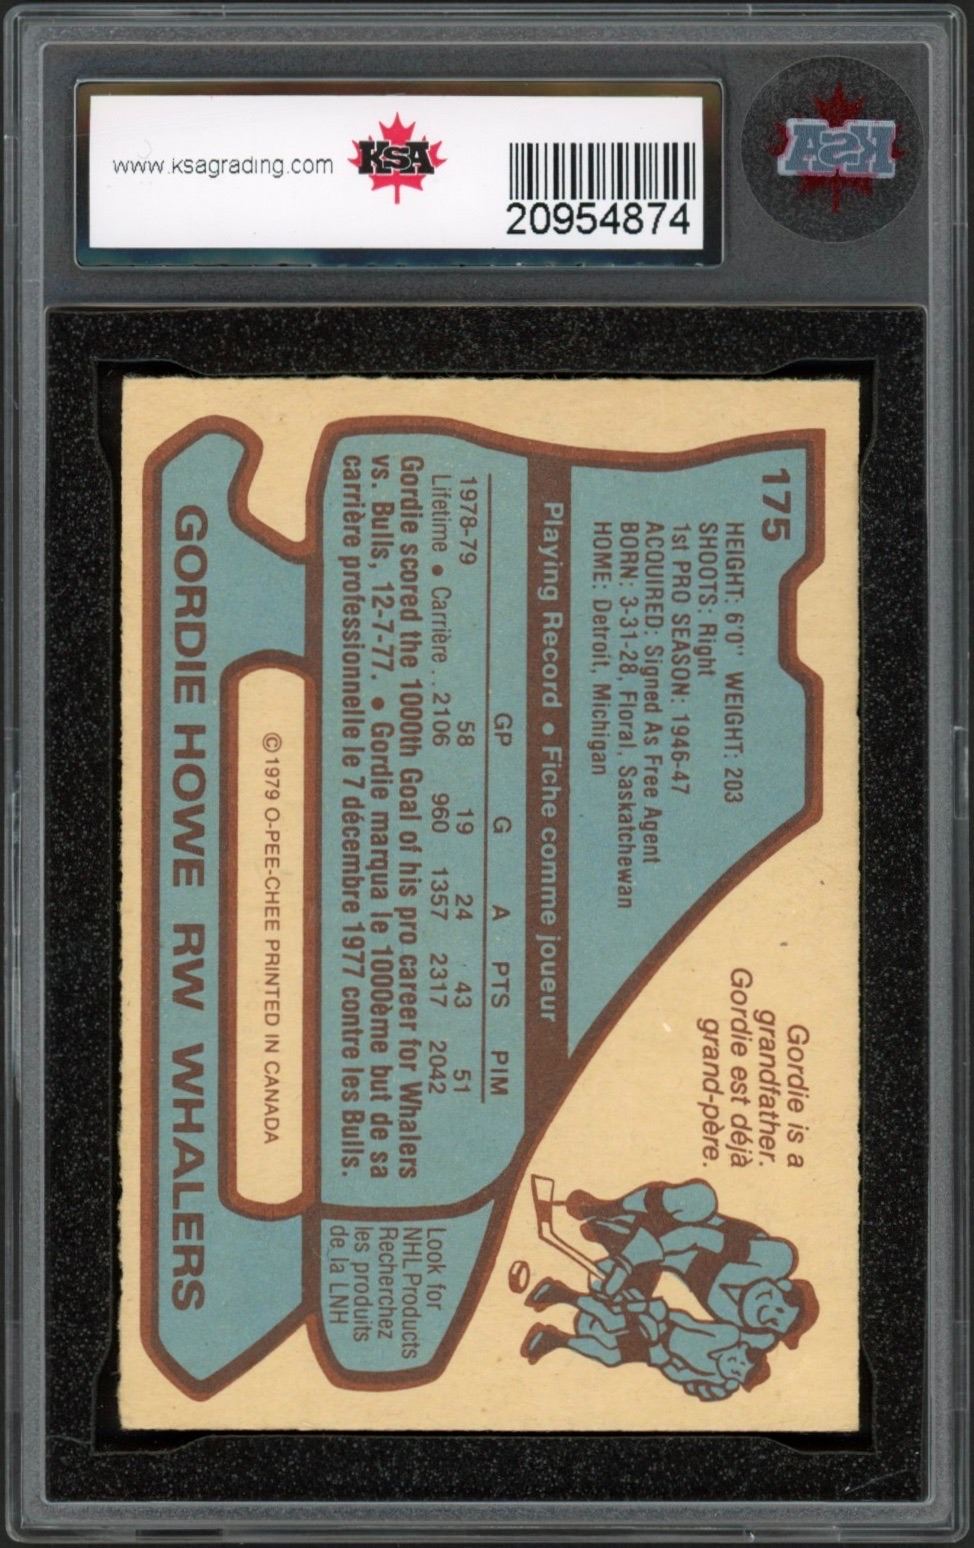 www.ksagrading.com
KSA
20954874
KSA
175
HEIGHT: 6'0" WEIGHT: 203
SHOOTS: Right
1st PRO SEASON: 1946-47
ACQUIRED: Signed As Free Agent
BORN: 3-31-28, Floral, Saskatchewan
HOME: Detroit, Michigan
Gordie is a
grandfather.
Gordie est déjà
grand-père.
Playing Record • Fiche comme joueur
GP G A PTS PIM
1978-79 58 19 24 43 51
Lifetime • Carrière . . 2106 960 1357 2317 2042
Gordie scored the 1000th Goal of his pro career for Whalers
vs. Bulls, 12-7-77. • Gordie marqua le 1000ème but de sa
carrière professionnelle le 7 décembre 1977 contre les Bulls.
Look for
NHL Products
Recherchez
les produits
de la LNH
©1979 O-PEE-CHEE PRINTED IN CANADA
GORDIE HOWE RW WHALERS